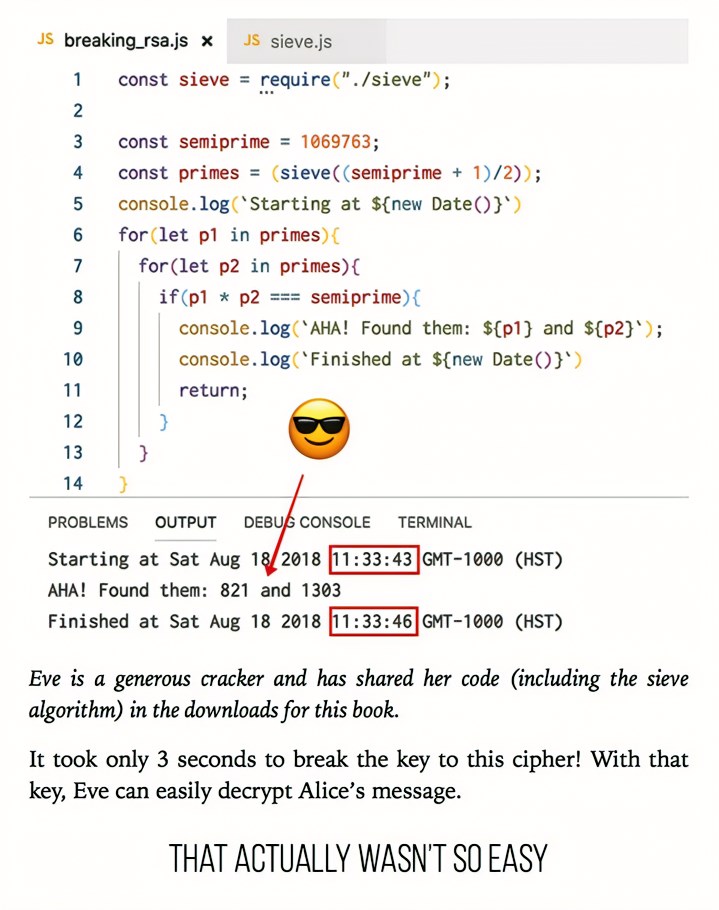 JS breaking_rsa.js × JS sieve.js
1 const sieve = require("./sieve");
2
3 const semiprime = 1069763;
4 const primes = (sieve((semiprime + 1)/2));
5 console.log(`Starting at ${new Date()}`)
6 for(let p1 in primes){
7 for(let p2 in primes){
8 if(p1 * p2 === semiprime){
9 console.log(`AHA! Found them: ${p1} and ${p2}`);
10 console.log(`Finished at ${new Date()}`)
11 return;
12 }
13 }
14 }
PROBLEMS OUTPUT DEBUG CONSOLE TERMINAL
Starting at Sat Aug 18 2018 11:33:43 GMT-1000 (HST)
AHA! Found them: 821 and 1303
Finished at Sat Aug 18 2018 11:33:46 GMT-1000 (HST)
Eve is a generous cracker and has shared her code (including the sieve
algorithm) in the downloads for this book.
It took only 3 seconds to break the key to this cipher! With that
key, Eve can easily decrypt Alice's message.
THAT ACTUALLY WASN'T SO EASY